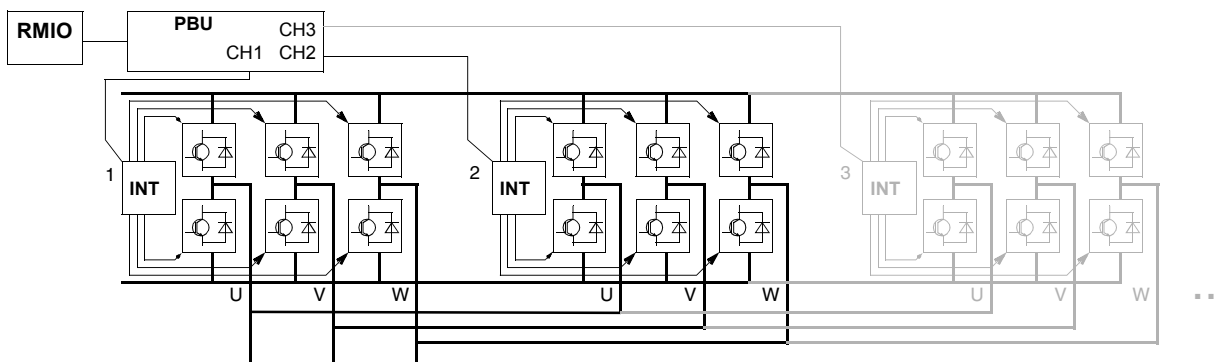 RMIO
PBU
CH3
CH1 CH2
1
INT
2
INT
3
INT
U V W
U V W
U V W
..